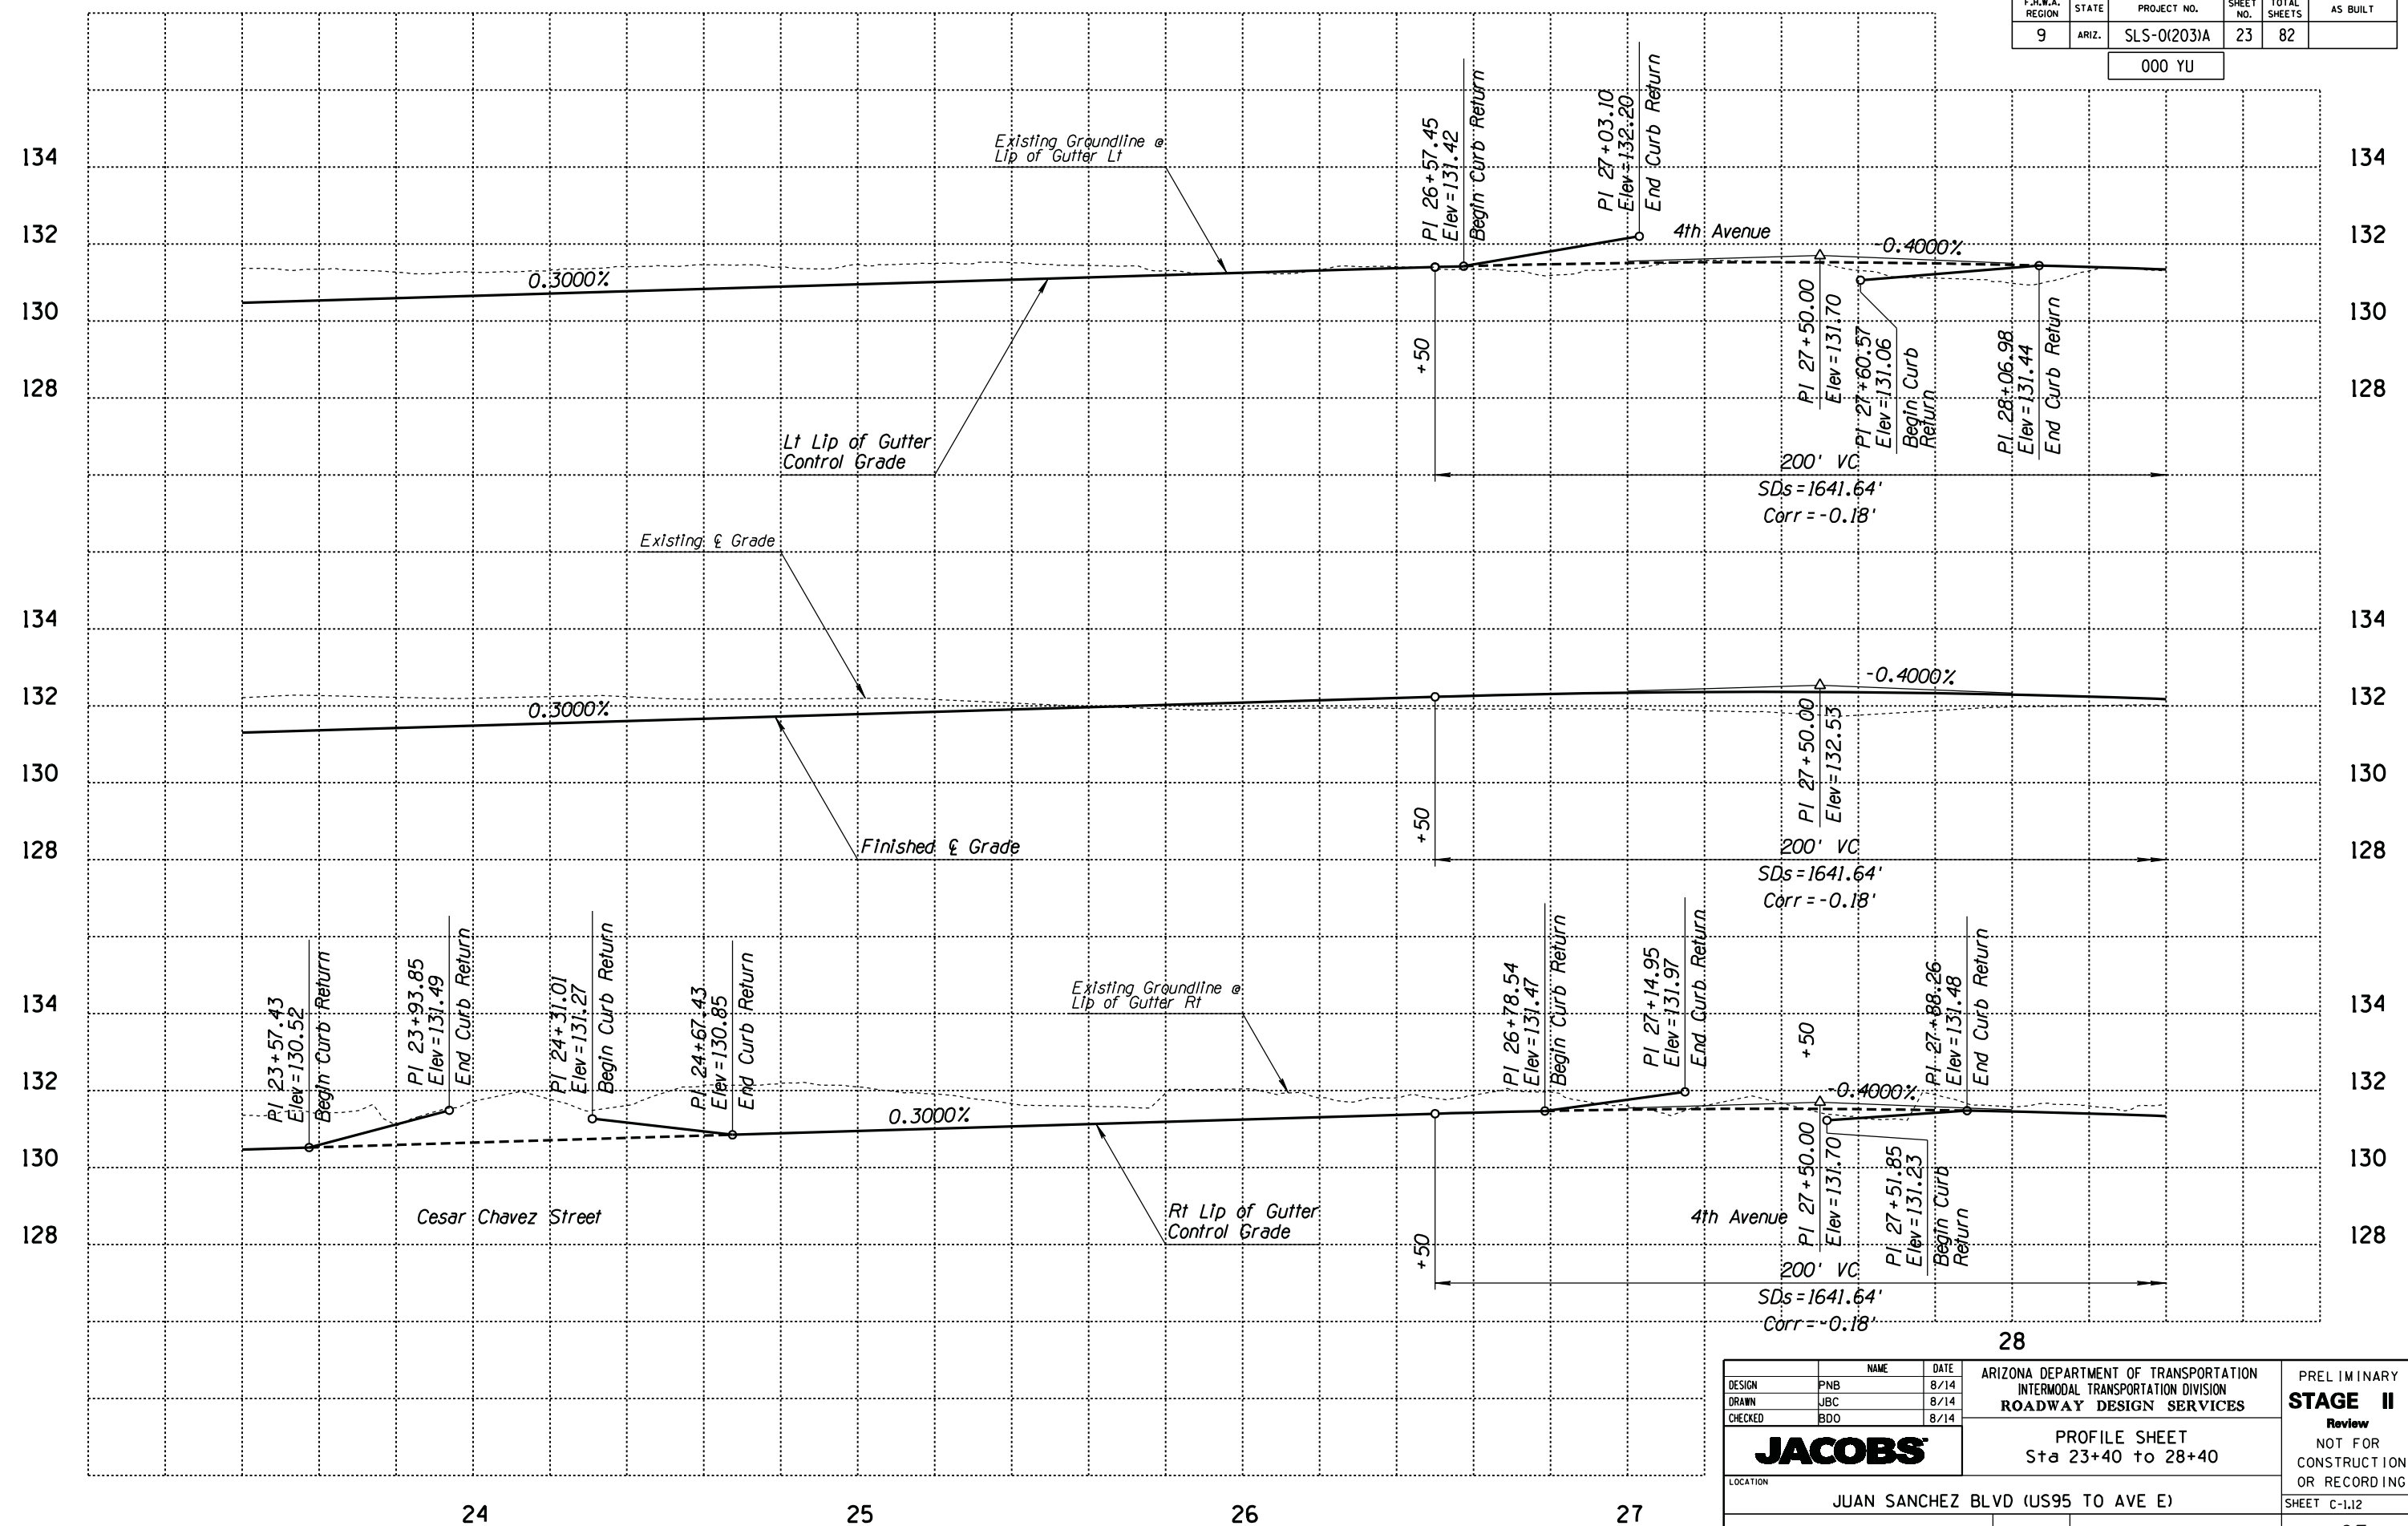 F.H.W.A. REGION STATE PROJECT NO. SHEET NO. TOTAL SHEETS AS BUILT
9 ARIZ. SLS-0(203)A 23 82
000 YU
134 134
132 132
130 130
128 128
Existing Groundline @
Lip of Gutter Lt
0.3000%
Lt Lip of Gutter
Control Grade
PI 26+57.45
Elev=131.42
Begin Curb Return
PI 27+03.10
Elev=132.20
End Curb Return
4th Avenue
-0.4000%
+50
PI 27+50.00
Elev=131.70
PI 27+60.57
Elev=131.06
Begin Curb
Return
PI 28+06.98
Elev=131.44
End Curb Return
200' VC
SDs=1641.64'
Corr=-0.18'
134 134
132 132
130 130
128 128
Existing ℄ Grade
0.3000%
Finished ℄ Grade
-0.4000%
+50
PI 27+50.00
Elev=132.53
200' VC
SDs=1641.64'
Corr=-0.18'
134 134
132 132
130 130
128 128
PI 23+57.43
Elev=130.52
Begin Curb Return
PI 23+93.85
Elev=131.49
End Curb Return
PI 24+31.01
Elev=131.27
Begin Curb Return
PI 24+67.43
Elev=130.85
End Curb Return
Existing Groundline @
Lip of Gutter Rt
0.3000%
Cesar Chavez Street
Rt Lip of Gutter
Control Grade
PI 26+78.54
Elev=131.47
Begin Curb Return
PI 27+14.95
Elev=131.97
End Curb Return
+50
-0.4000%
PI 27+88.26
Elev=131.48
End Curb Return
+50
4th Avenue
PI 27+50.00
Elev=131.70
PI 27+51.85
Elev=131.23
Begin Curb
Return
200' VC
SDs=1641.64'
Corr=-0.18'
28
24 25 26 27
NAME DATE
DESIGN PNB 8/14
DRAWN JBC 8/14
CHECKED BDO 8/14
ARIZONA DEPARTMENT OF TRANSPORTATION
INTERMODAL TRANSPORTATION DIVISION
ROADWAY DESIGN SERVICES
JACOBS
PROFILE SHEET
Sta 23+40 to 28+40
LOCATION
JUAN SANCHEZ BLVD (US95 TO AVE E)
PRELIMINARY
STAGE II
Review
NOT FOR
CONSTRUCTION
OR RECORDING
SHEET C-1.12